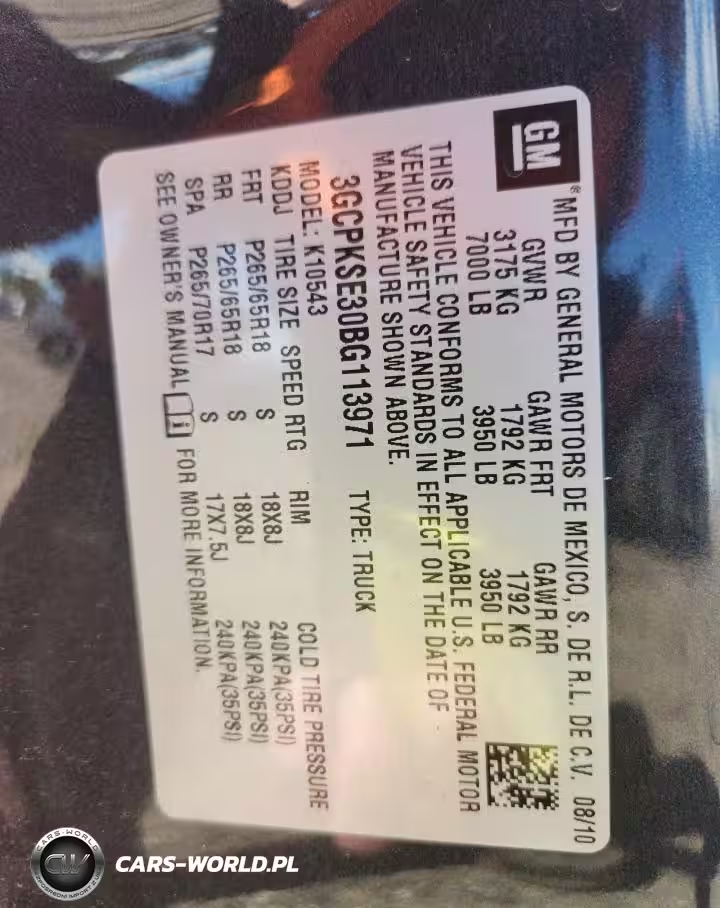 GM
® MFD BY GENERAL MOTORS DE MEXICO, S. DE R.L. DE C.V. 08/10
GVWR GAWR FRT GAWR RR
3175 KG 1792 KG 1792 KG
7000 LB 3950 LB 3950 LB
THIS VEHICLE CONFORMS TO ALL APPLICABLE U.S. FEDERAL MOTOR
VEHICLE SAFETY STANDARDS IN EFFECT ON THE DATE OF
MANUFACTURE SHOWN ABOVE.
3GCPKSE30BG113971 TYPE: TRUCK
MODEL: K10543
KDDJ TIRE SIZE SPEED RTG RIM COLD TIRE PRESSURE
FRT P265/65R18 S 18X8J 240KPA(35PSI)
RR P265/65R18 S 18X8J 240KPA(35PSI)
SPA P265/70R17 S 17X7.5J 240KPA(35PSI)
SEE OWNER'S MANUAL FOR MORE INFORMATION.
CARS-WORLD
CW
CARS-WORLD.PL